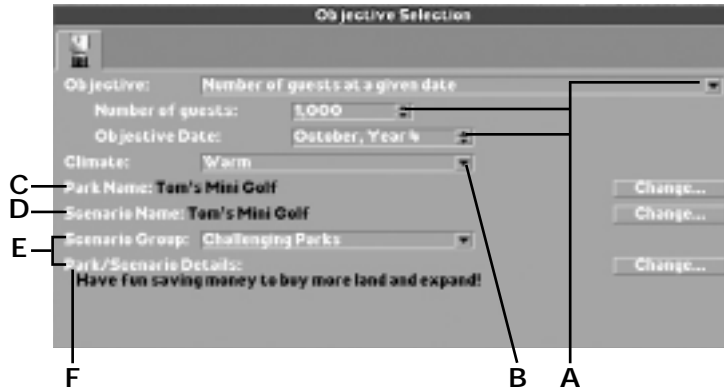 Objective Selection
Objective: Number of guests at a given date
Number of guests: 1,000
Objective Date: October, Year 4
Climate: Warm
C Park Name: Tom's Mini Golf Change...
D Scenario Name: Tom's Mini Golf Change...
E Scenario Group: Challenging Parks
Park/Scenario Details: Change...
Have fun saving money to buy more land and expand!
F B A